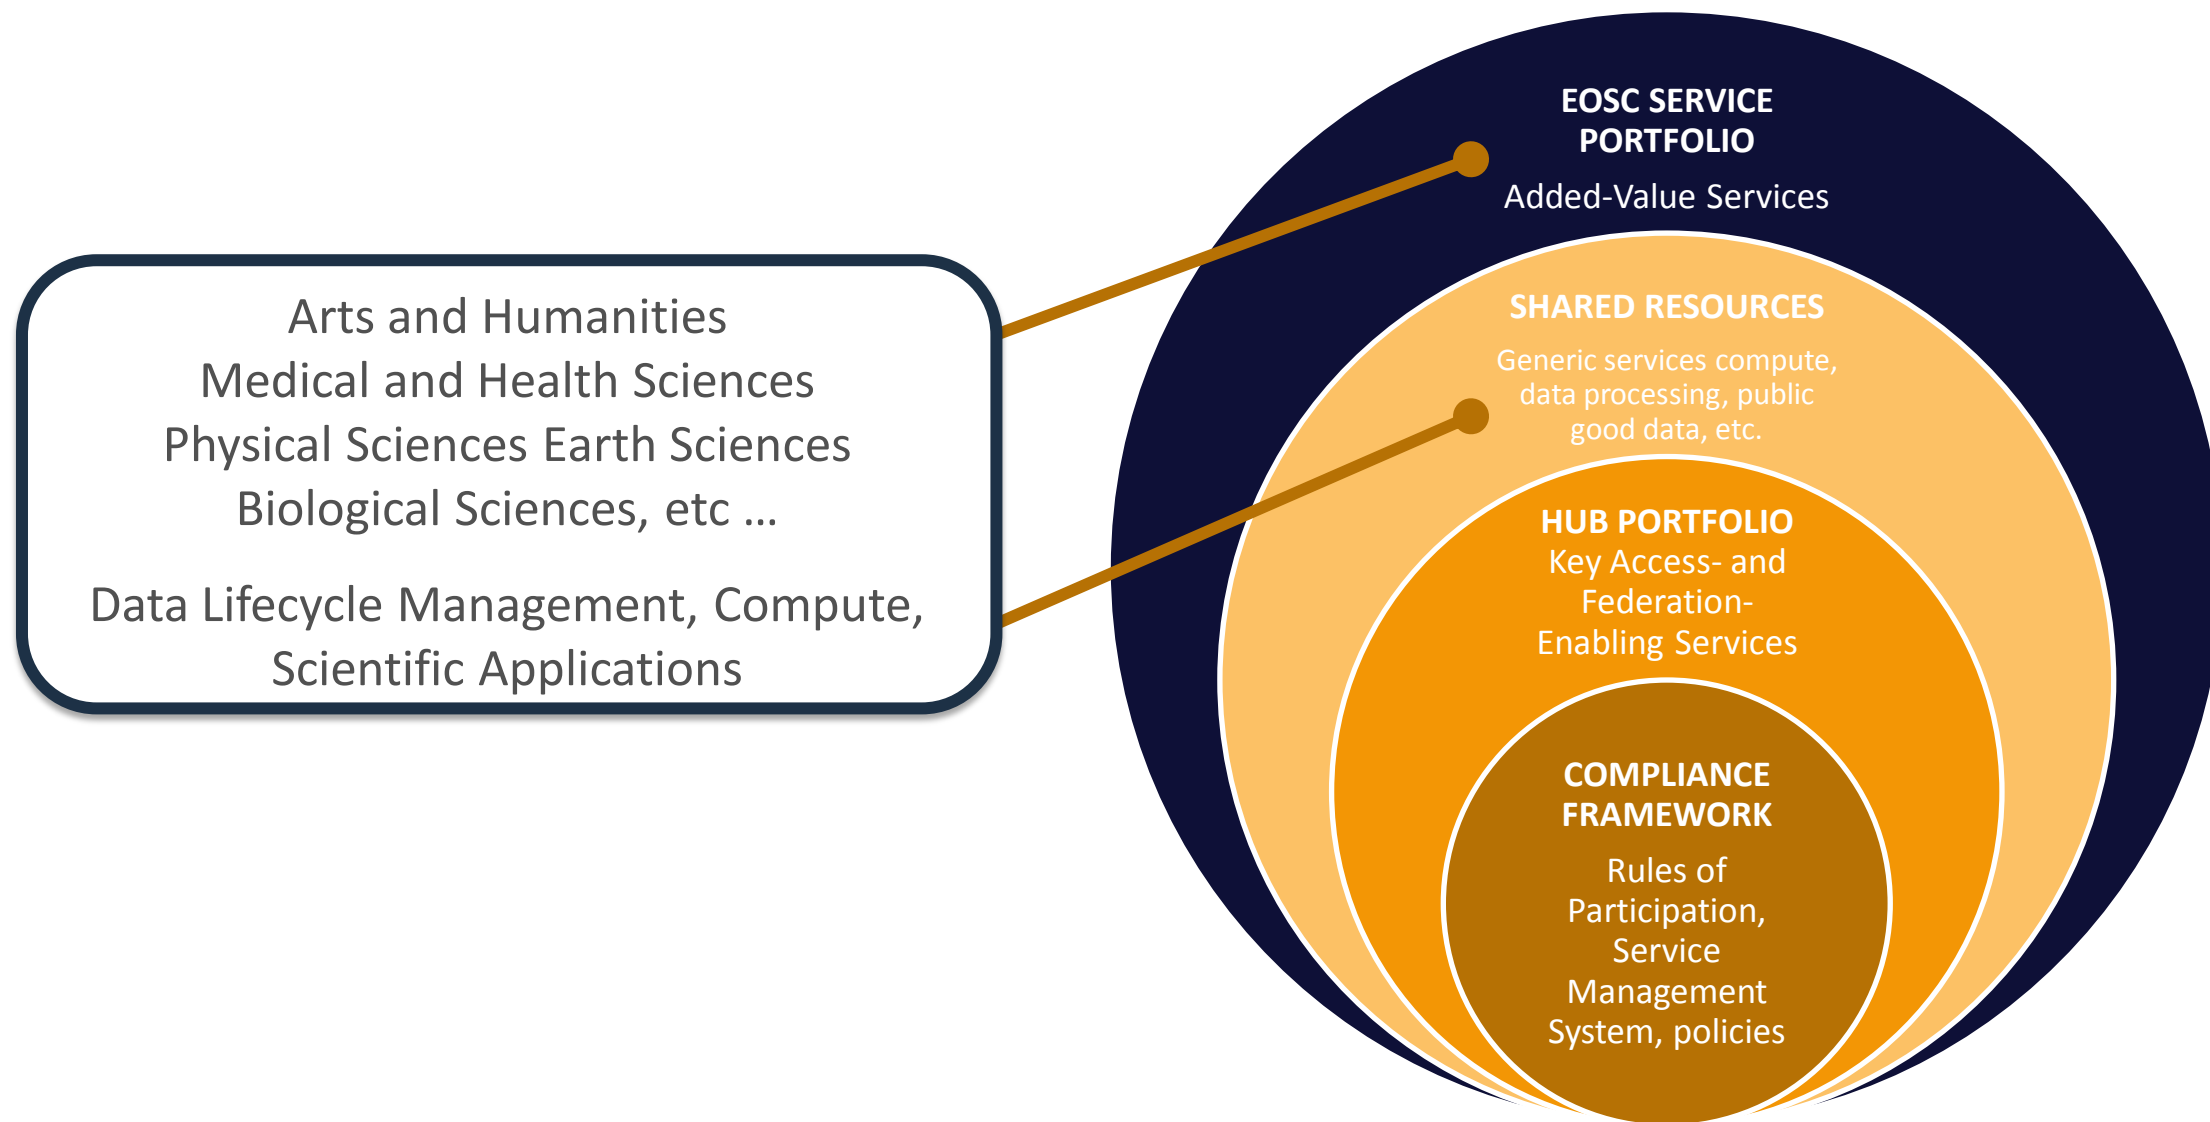 Arts and Humanities
Medical and Health Sciences
Physical Sciences Earth Sciences
Biological Sciences, etc ...
Data Lifecycle Management, Compute,
Scientific Applications
EOSC SERVICE
PORTFOLIO
Added-Value Services
SHARED RESOURCES
Generic services compute,
data processing, public
good data, etc.
HUB PORTFOLIO
Key Access- and
Federation-
Enabling Services
COMPLIANCE
FRAMEWORK
Rules of
Participation,
Service
Management
System, policies